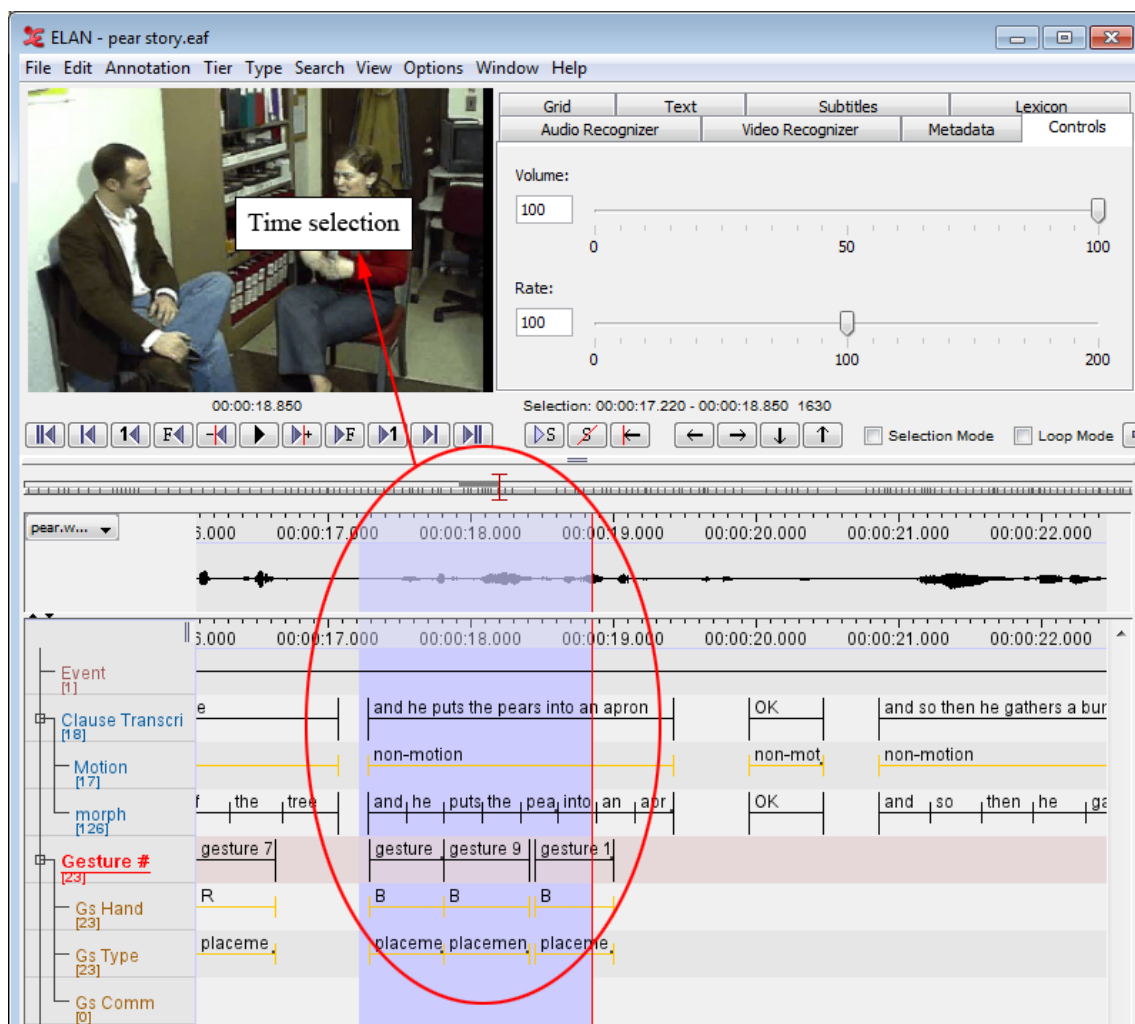 ELAN - pear story.eaf
File Edit Annotation Tier Type Search View Options Window Help
Grid Text Subtitles Lexicon
Audio Recognizer Video Recognizer Metadata Controls
Time selection
Volume:
100
0 50 100
Rate:
100
0 100 200
00:00:18.850
Selection: 00:00:17.220 - 00:00:18.850 1630
1 F + F 1 S S Selection Mode Loop Mode
pear.w...
6.000 00:00:17.000 00:00:18.000 00:00:19.000 00:00:20.000 00:00:21.000 00:00:22.000
6.000 00:00:17.000 00:00:18.000 00:00:19.000 00:00:20.000 00:00:21.000 00:00:22.000
Event
[1]
Clause Transcri e and he puts the pears into an apron OK and so then he gathers a bur
[18]
Motion non-motion non-mot non-motion
[17]
morph f the tree and he puts the pea into an apr OK and so then he ga
[126]
Gesture # gesture 7 gesture gesture 9 gesture 1
[23]
Gs Hand R B B B
[23]
Gs Type placeme placeme placemen placeme
[23]
Gs Comm
[0]